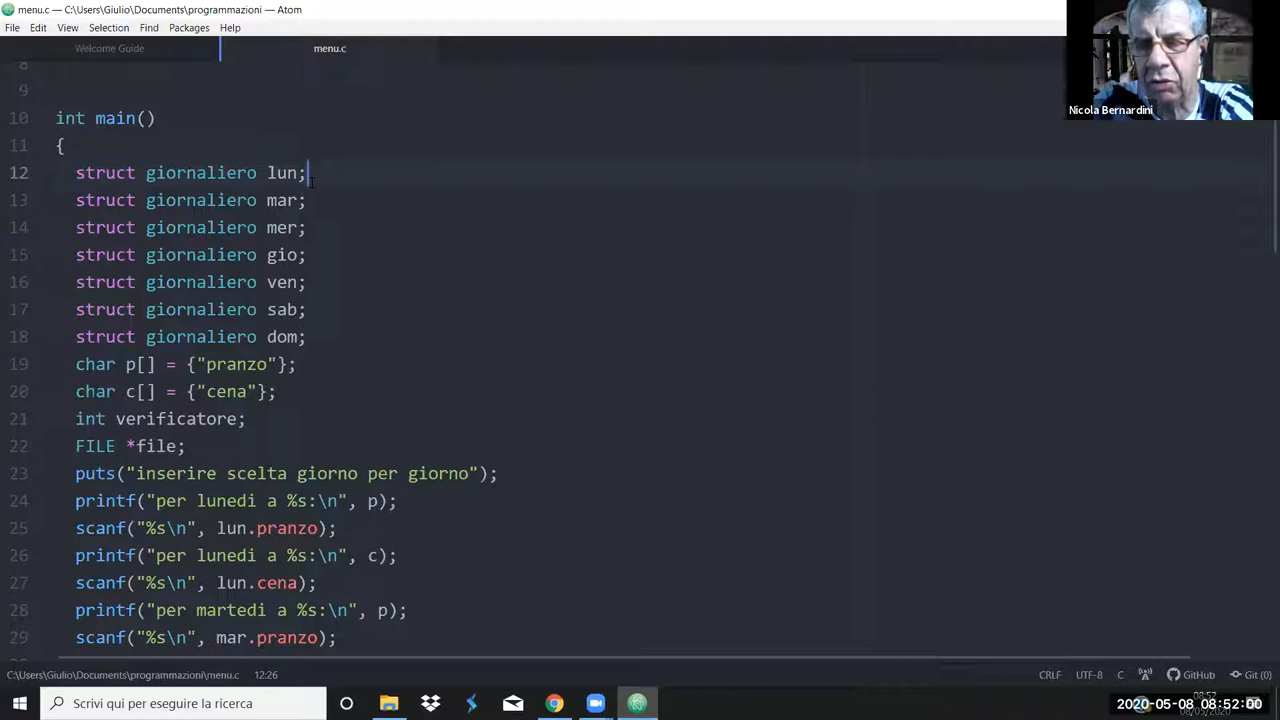 menu.c — C:\Users\Giulio\Documents\programmazioni — Atom
File Edit View Selection Find Packages Help
Welcome Guide
menu.c
Nicola Bernardini
8
9
10 int main()
11 {
12 struct giornaliero lun;
13 struct giornaliero mar;
14 struct giornaliero mer;
15 struct giornaliero gio;
16 struct giornaliero ven;
17 struct giornaliero sab;
18 struct giornaliero dom;
19 char p[] = {"pranzo"};
20 char c[] = {"cena"};
21 int verificatore;
22 FILE *file;
23 puts("inserire scelta giorno per giorno");
24 printf("per lunedi a %s:\n", p);
25 scanf("%s\n", lun.pranzo);
26 printf("per lunedi a %s:\n", c);
27 scanf("%s\n", lun.cena);
28 printf("per martedi a %s:\n", p);
29 scanf("%s\n", mar.pranzo);
C:\Users\Giulio\Documents\programmazioni\menu.c 12:26 CRLF UTF-8 C GitHub Git (0)
Scrivi qui per eseguire la ricerca
08:52
2020-05-08 08:52:00
08/05/2020